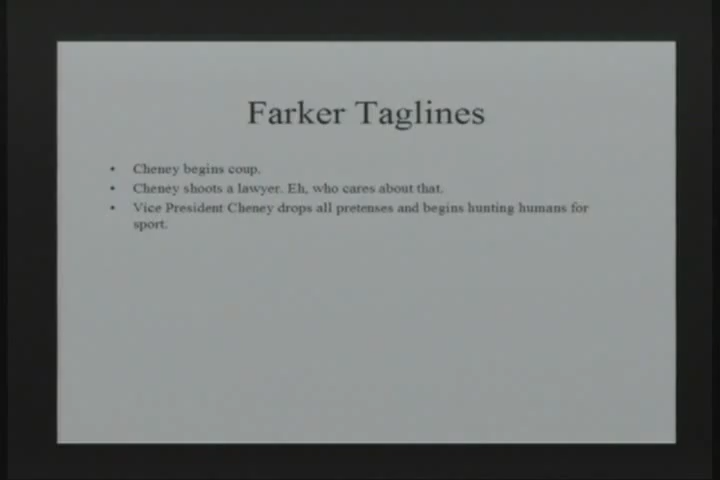 Farker Taglines
• Cheney begins coup.
• Cheney shoots a lawyer. Eh, who cares about that.
• Vice President Cheney drops all pretenses and begins hunting humans for
sport.